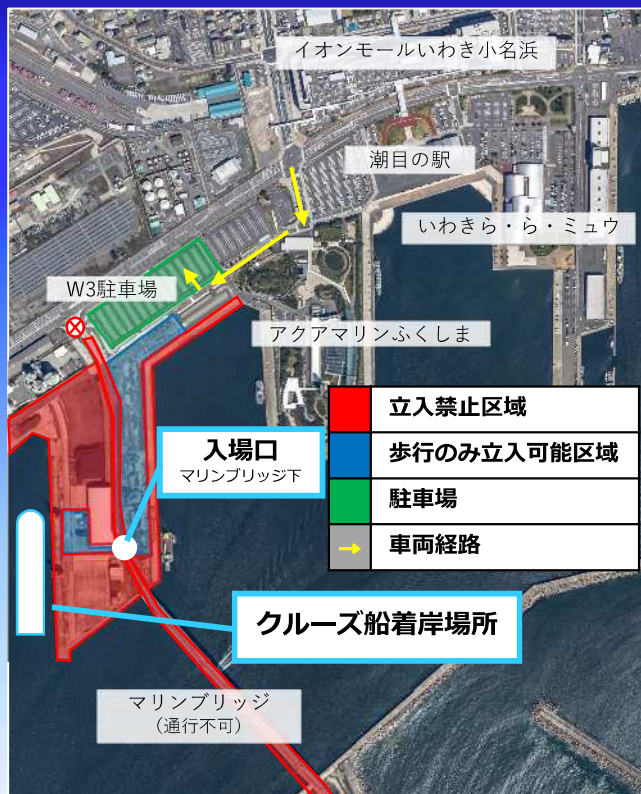 イオンモールいわき小名浜
潮目の駅
いわきら・ら・ミュウ
W3駐車場
アクアマリンふくしま
立入禁止区域
歩行のみ立入可能区域
駐車場
車両経路
入場口
マリンブリッジ下
クルーズ船着岸場所
マリンブリッジ
（通行不可）